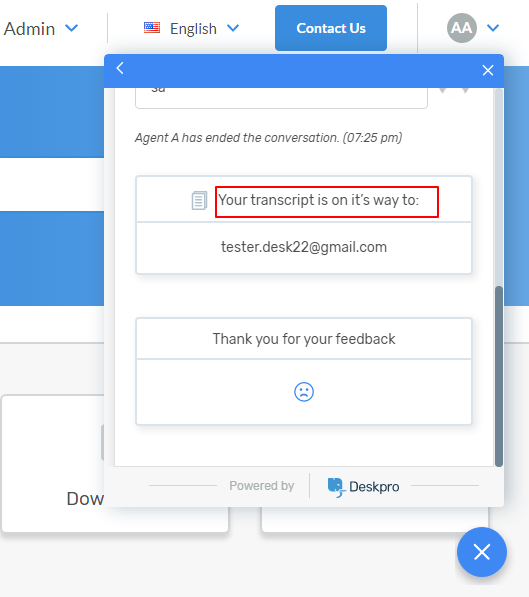 Admin
English
Contact Us
AA
sa
Agent A has ended the conversation. (07:25 pm)
Your transcript is on it's way to:
tester.desk22@gmail.com
Thank you for your feedback
Dow
Powered by
Deskpro